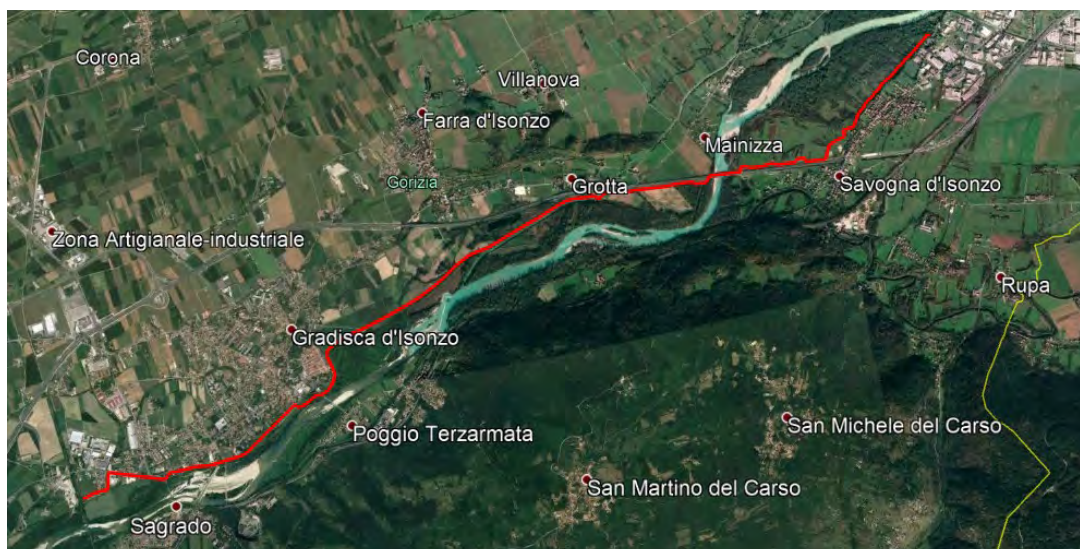 Corona
Villanova
Farra d'Isonzo
Mainizza
Gorizia
Grotta
Savogna d'Isonzo
Zona Artigianale-industriale
Rupa
Gradisca d'Isonzo
San Michele del Carso
Poggio Terzarmata
San Martino del Carso
Sagrado